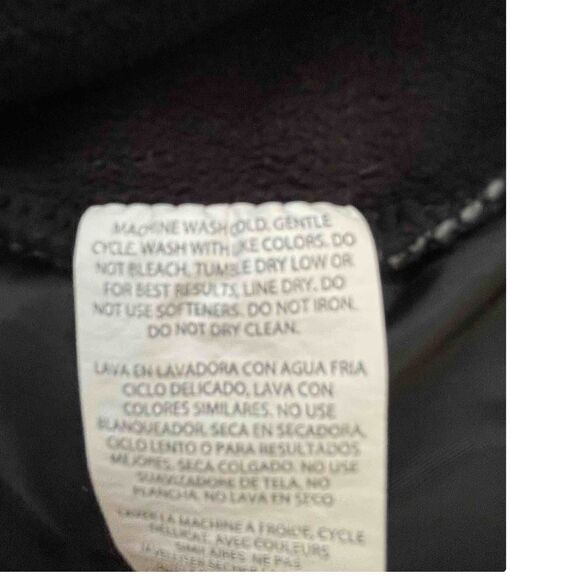 MACHINE WASH COLD, GENTLE
CYCLE. WASH WITH LIKE COLORS. DO
NOT BLEACH. TUMBLE DRY LOW OR
FOR BEST RESULTS, LINE DRY. DO
NOT USE SOFTENERS. DO NOT IRON.
DO NOT DRY CLEAN.
LAVA EN LAVADORA CON AGUA FRIA
CICLO DELICADO, LAVA CON
COLORES SIMILARES. NO USE
BLANQUEADOR. SECA EN SECADORA,
CICLO LENTO O PARA RESULTADOS
MEJORES, SECA COLGADO. NO USE
SUAVIZADORE DE TELA. NO
PLANCHA. NO LAVA EN SECO.
LAVER LA MACHINE A FROIDE, CYCLE
DELICAT, AVEC COULEURS
SIMILAIRES. NE PAS